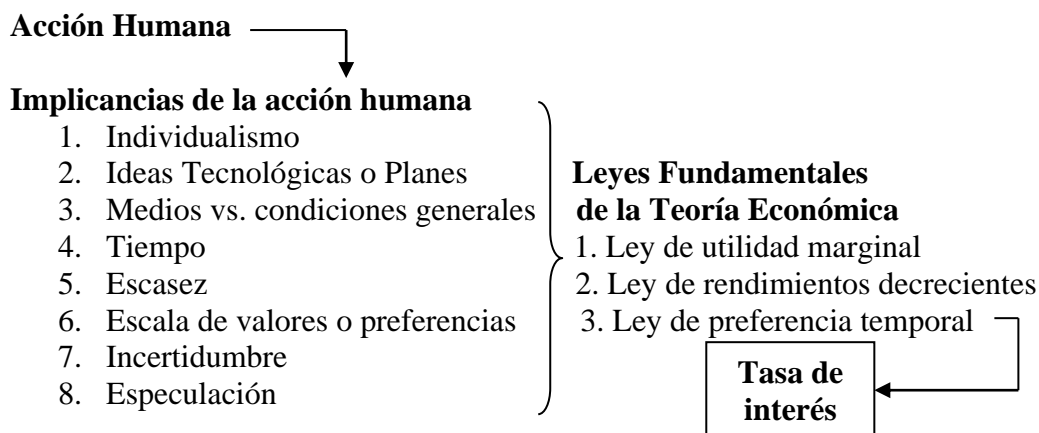 Acción Humana
Implicancias de la acción humana
1. Individualismo
2. Ideas Tecnológicas o Planes
3. Medios vs. condiciones generales
4. Tiempo
5. Escasez
6. Escala de valores o preferencias
7. Incertidumbre
8. Especulación
Leyes Fundamentales
de la Teoría Económica
1. Ley de utilidad marginal
2. Ley de rendimientos decrecientes
3. Ley de preferencia temporal
Tasa de
interés